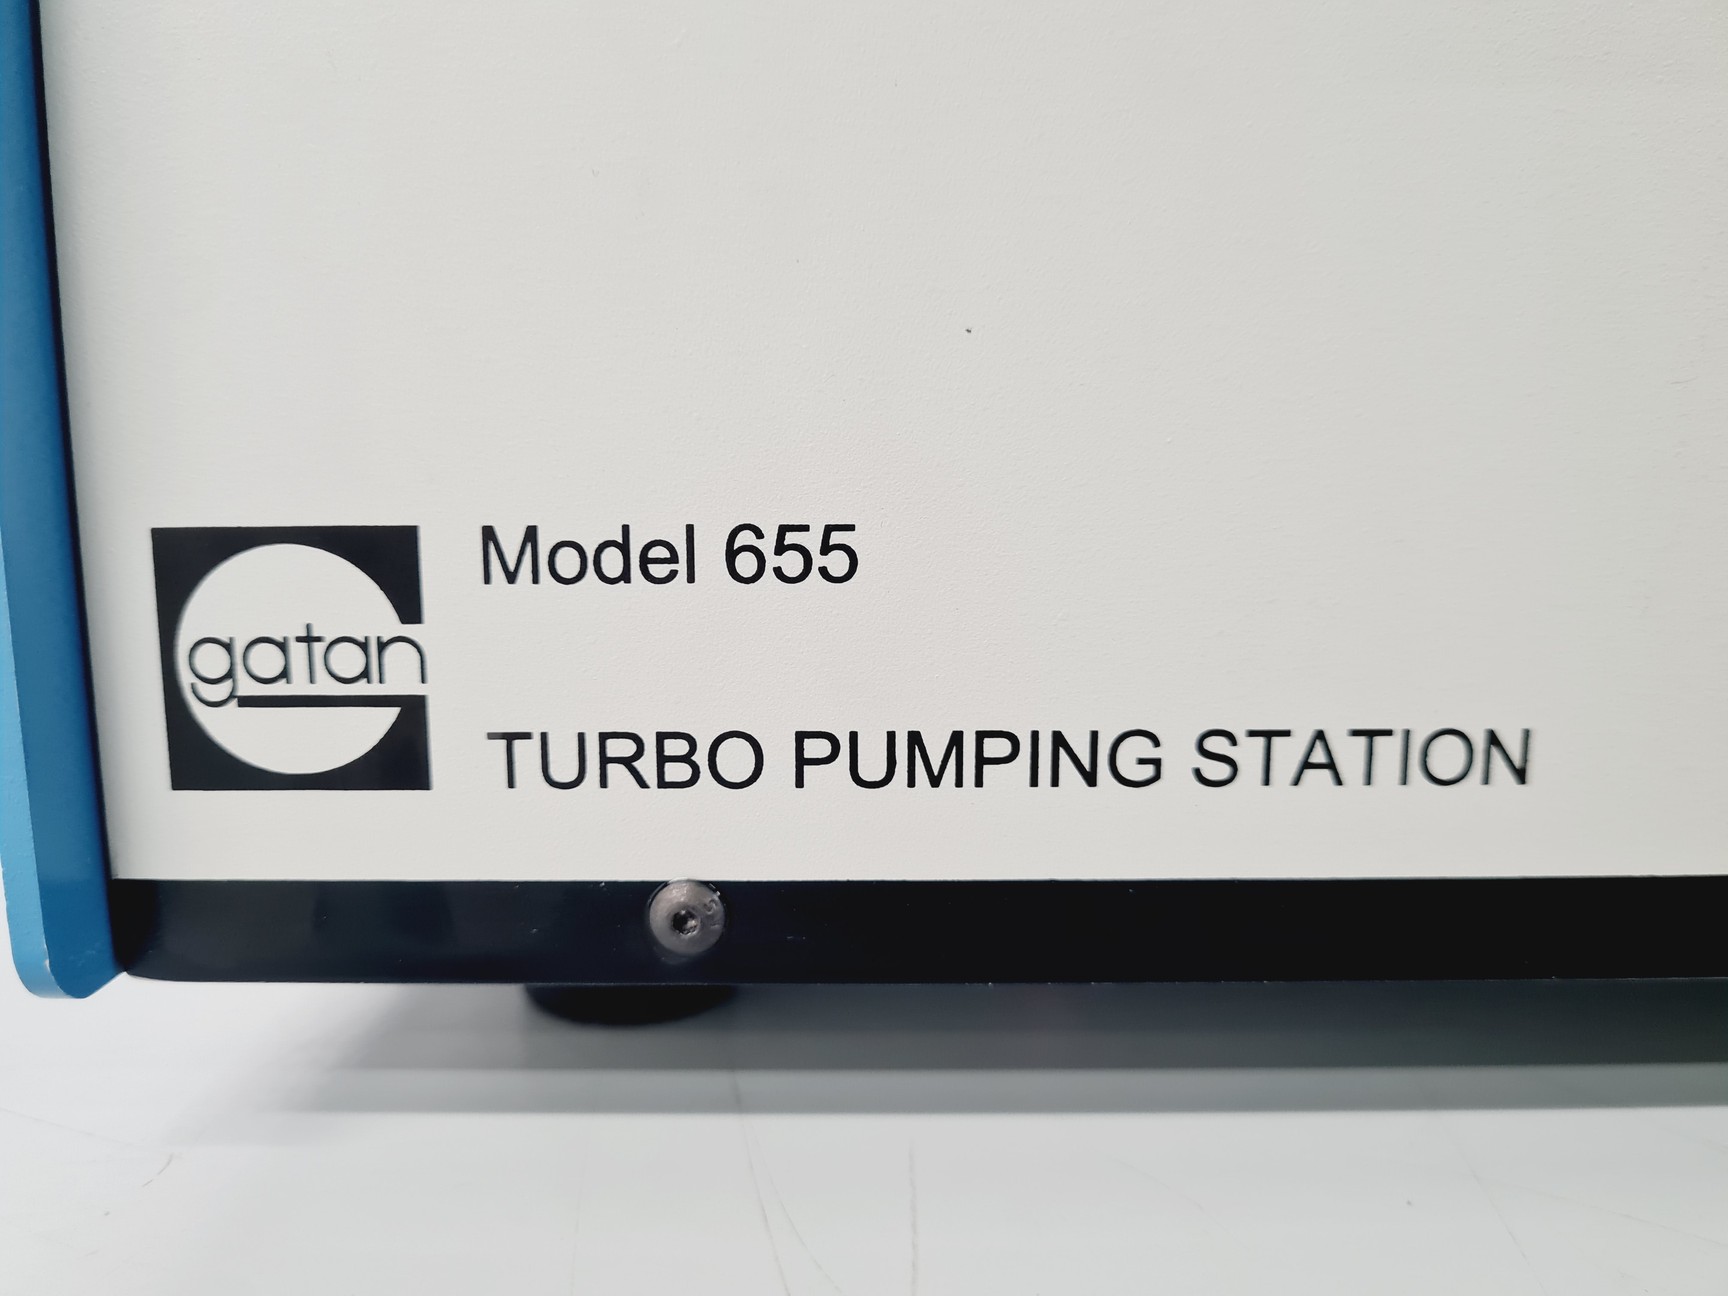 Model 655
gatan
TURBO PUMPING STATION